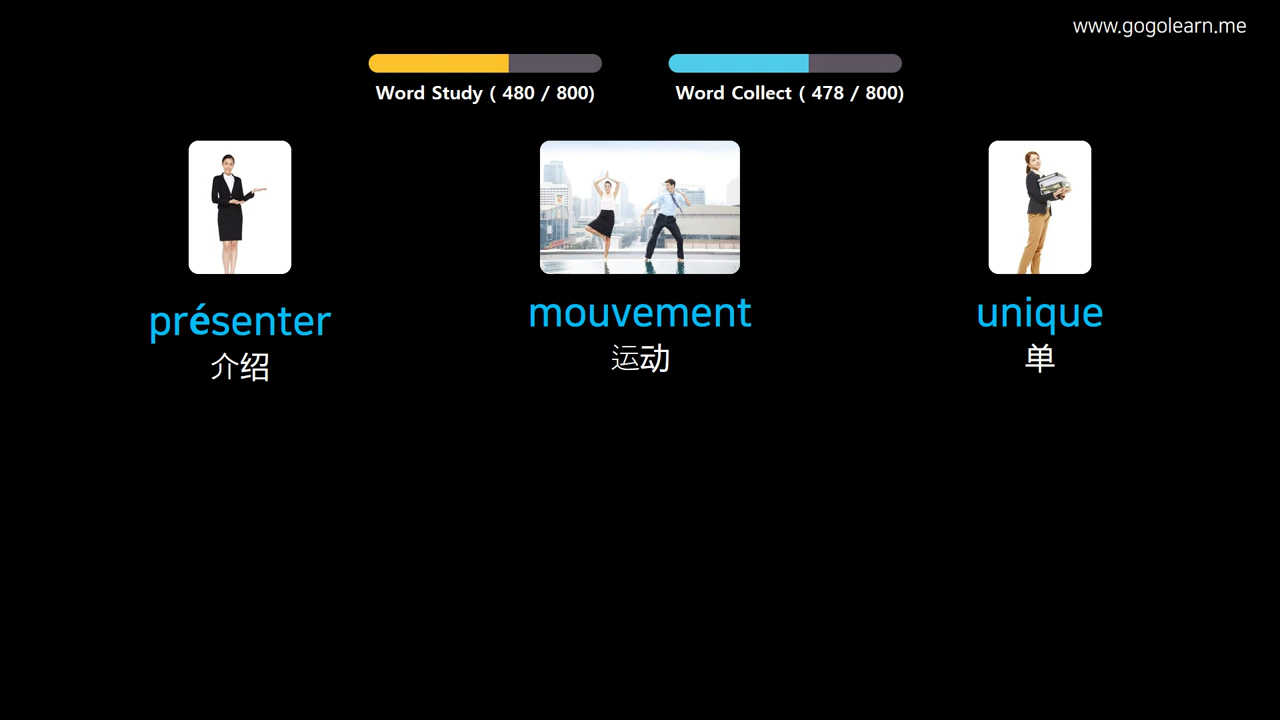 www.gogolearn.me
Word Study ( 480 / 800)
Word Collect ( 478 / 800)
présenter
介绍
mouvement
运动
unique
单